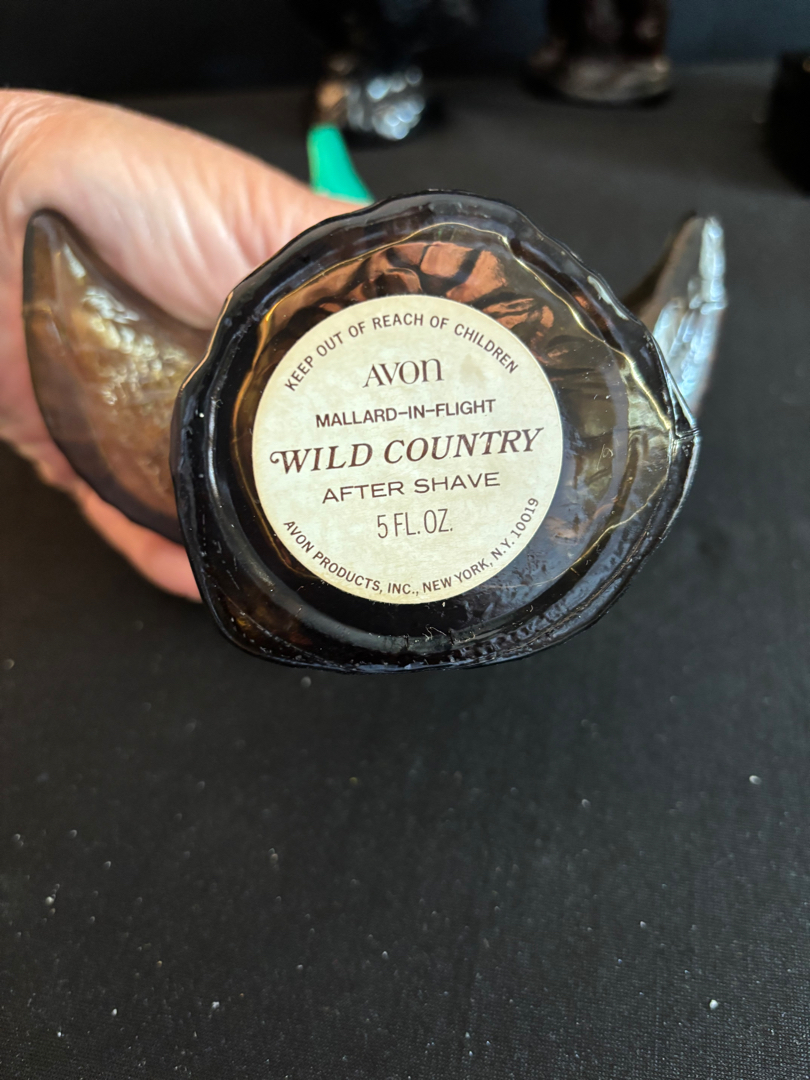 KEEP OUT OF REACH OF CHILDREN
AVON
MALLARD-IN-FLIGHT
WILD COUNTRY
AFTER SHAVE
5 FL. OZ.
AVON PRODUCTS, INC., NEW YORK, N.Y. 10019